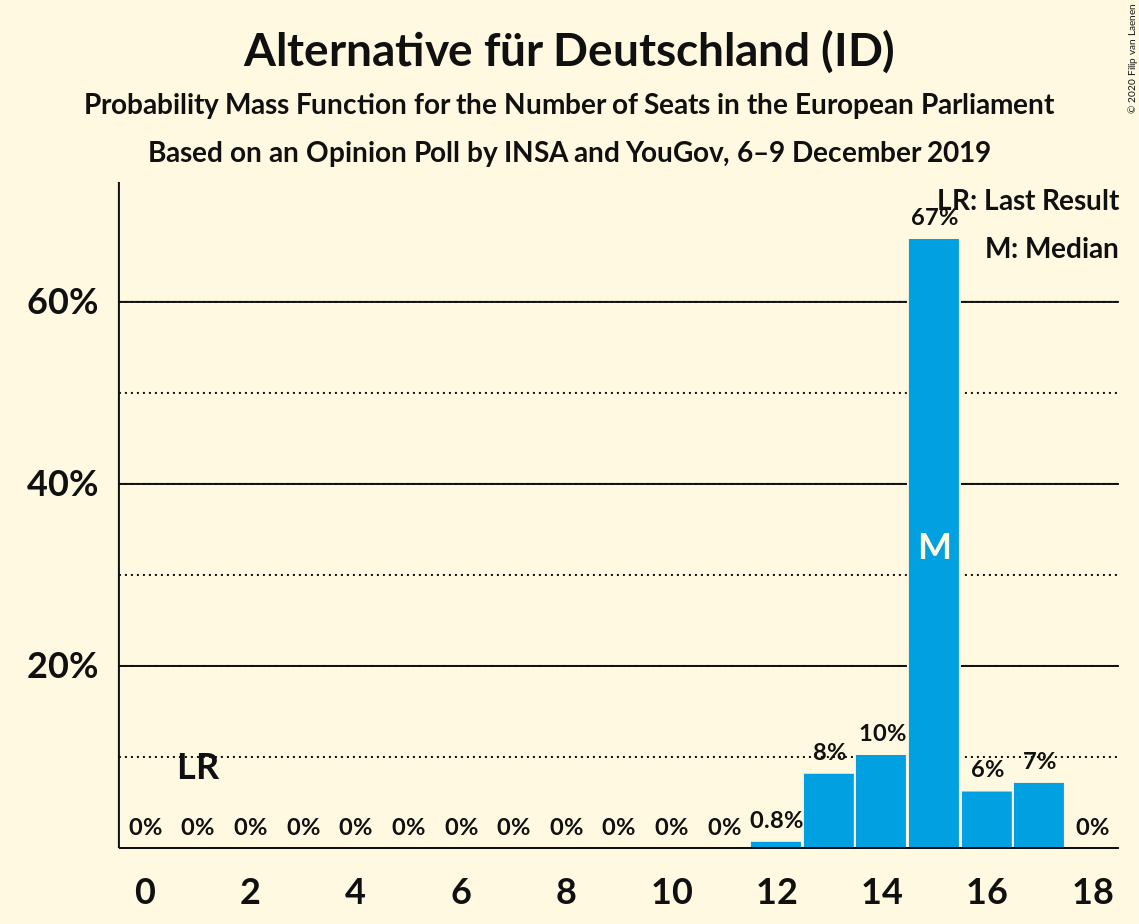 Alternative für Deutschland (ID)
Probability Mass Function for the Number of Seats in the European Parliament
Based on an Opinion Poll by INSA and YouGov, 6–9 December 2019
© 2020 Filip van Laenen
LR: Last Result
M: Median
67%
60%
40%
M
20%
10%
8%
6%
7%
LR
0% 0% 0% 0% 0% 0% 0% 0% 0% 0% 0% 0% 0.8% 0%
0 2 4 6 8 10 12 14 16 18